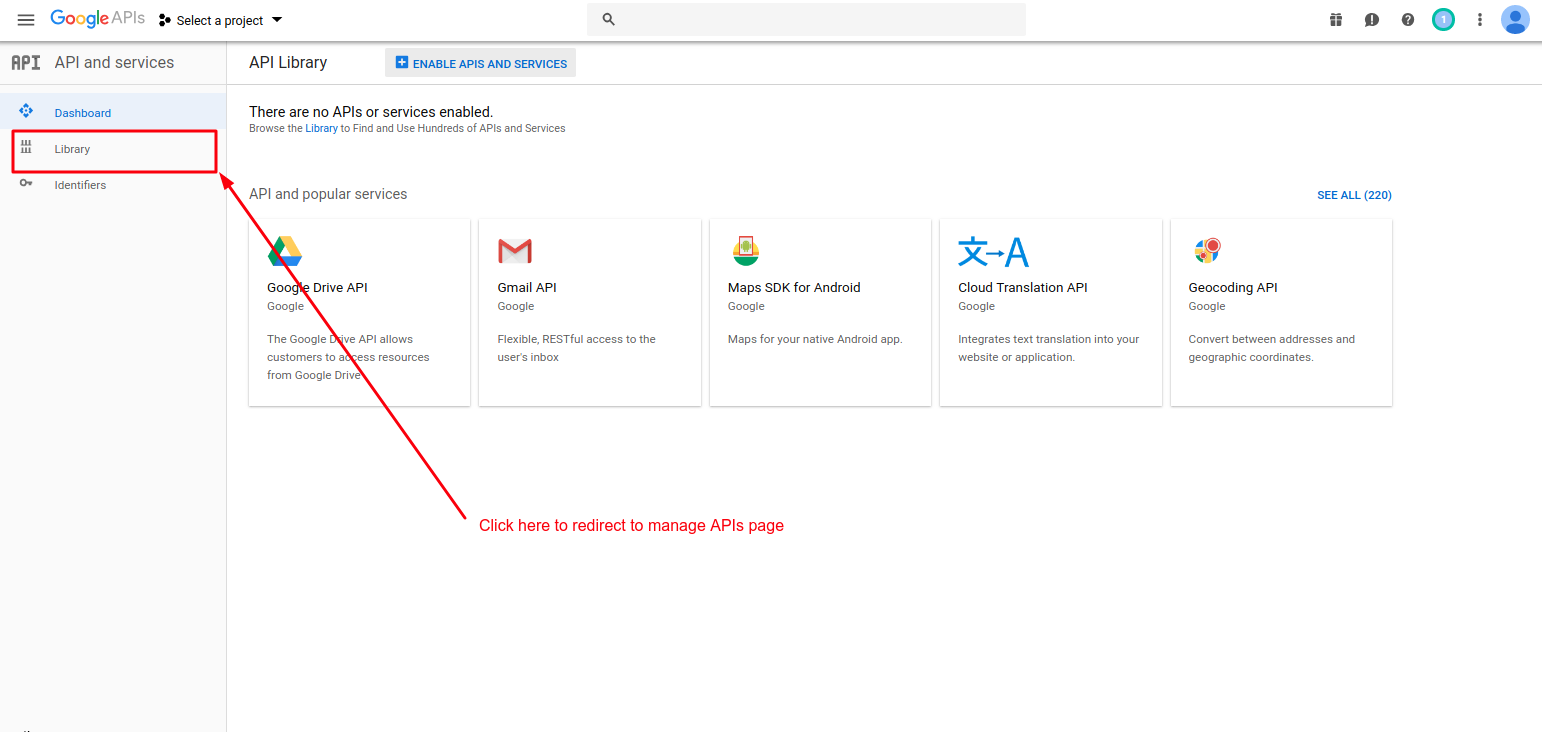 Google APIs Select a project 1
API API and services
API Library ENABLE APIS AND SERVICES
Dashboard
Library
Identifiers
There are no APIs or services enabled.
Browse the Library to Find and Use Hundreds of APIs and Services
API and popular services
SEE ALL (220)
Google Drive API
Google
The Google Drive API allows
customers to access resources
from Google Drive
Gmail API
Google
Flexible, RESTful access to the
user's inbox
Maps SDK for Android
Google
Maps for your native Android app.
文 A
Cloud Translation API
Google
Integrates text translation into your
website or application.
Geocoding API
Google
Convert between addresses and
geographic coordinates.
Click here to redirect to manage APIs page